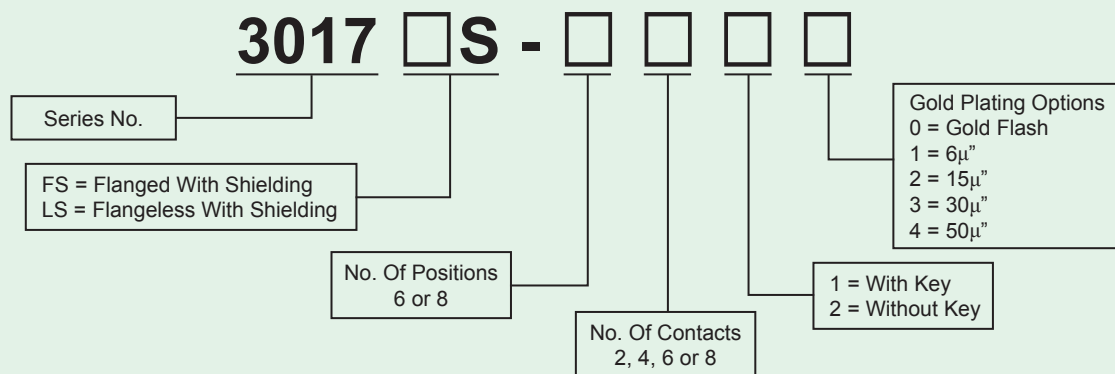 3017 □S - □ □ □ □
Series No.
FS = Flanged With Shielding
LS = Flangeless With Shielding
No. Of Positions
6 or 8
No. Of Contacts
2, 4, 6 or 8
1 = With Key
2 = Without Key
Gold Plating Options
0 = Gold Flash
1 = 6µ”
2 = 15µ”
3 = 30µ”
4 = 50µ”